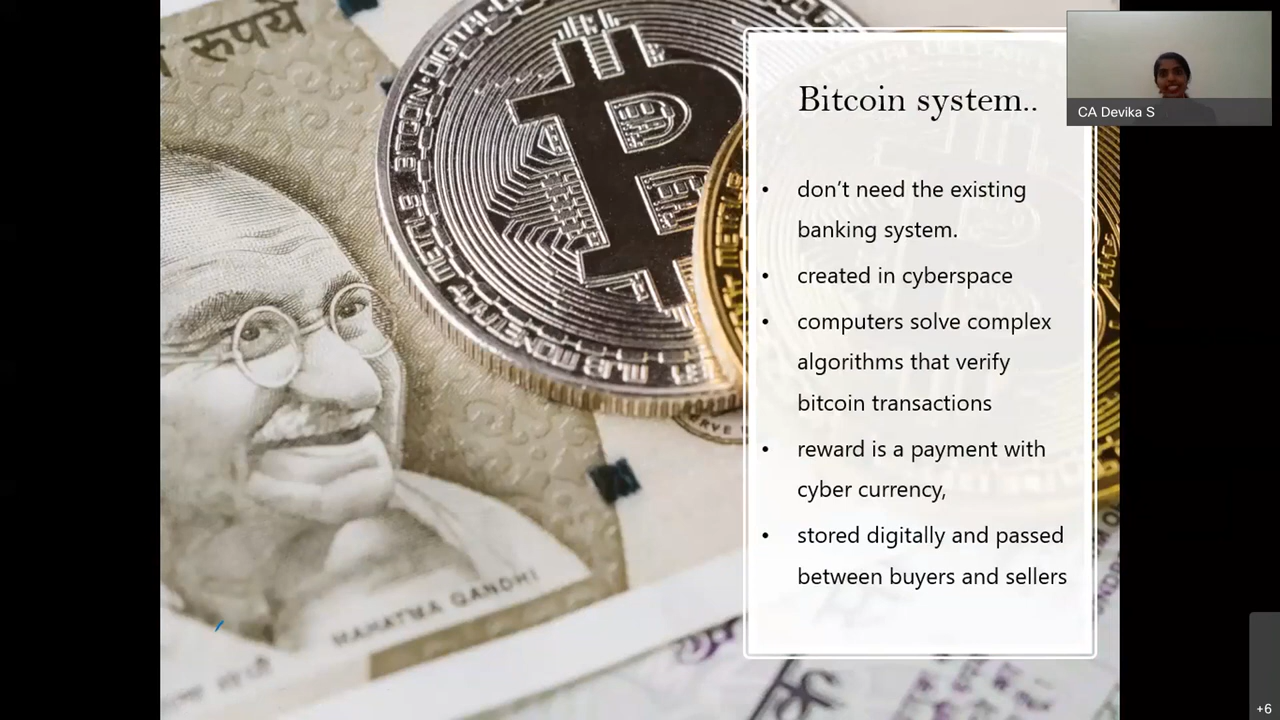 रुपये
BITCOIN·DIGITAL
MAHATMA GANDHI
Bitcoin system..
• don’t need the existing
banking system.
• created in cyberspace
• computers solve complex
algorithms that verify
bitcoin transactions
• reward is a payment with
cyber currency,
• stored digitally and passed
between buyers and sellers
CA Devika S
+6